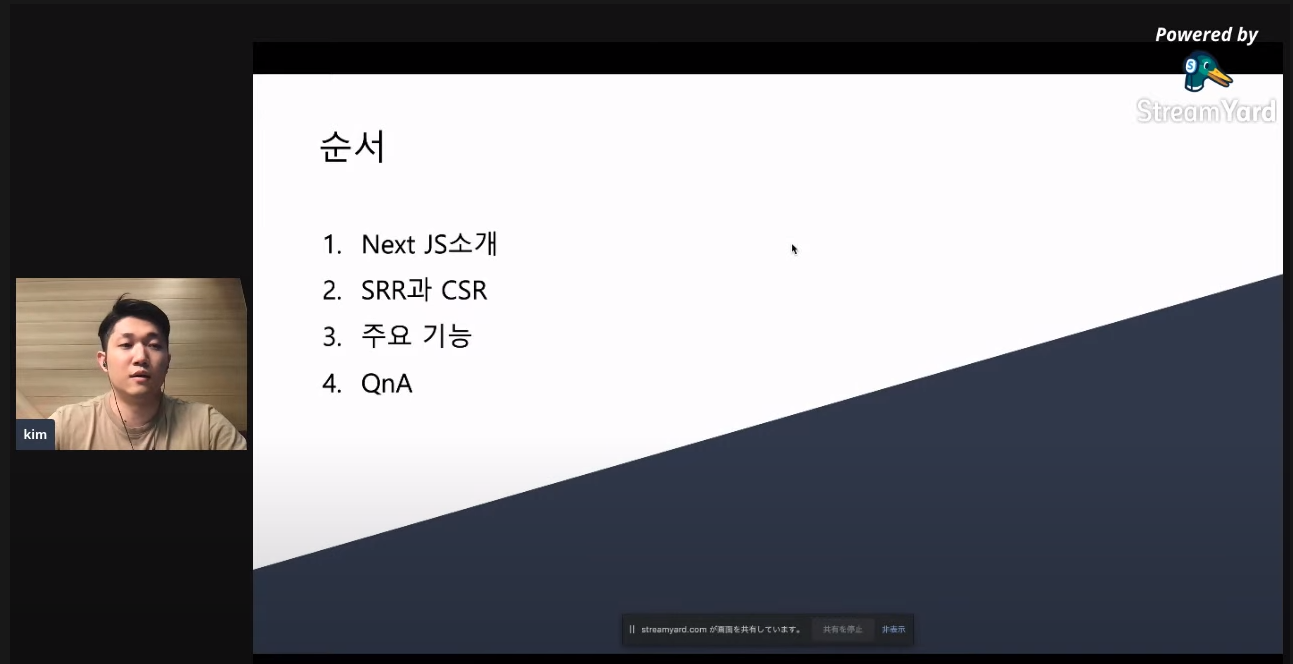 Powered by
StreamYard
순서
1. Next JS소개
2. SRR과 CSR
3. 주요 기능
4. QnA
kim
streamyard.com が画面を共有しています。 共有を停止 非表示